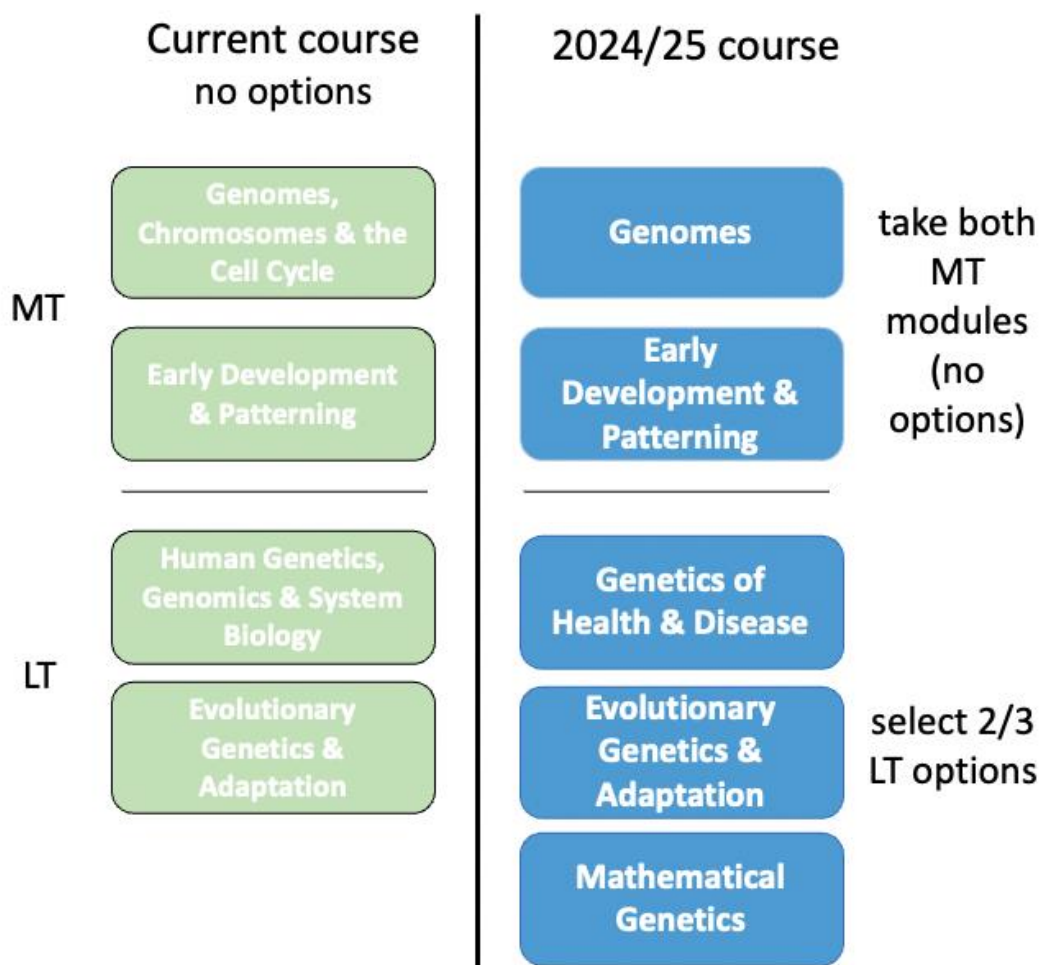 Current course
no options
2024/25 course
MT
Genomes,
Chromosomes & the
Cell Cycle
Genomes
take both
MT
modules
(no
options)
Early Development
& Patterning
Early
Development &
Patterning
LT
Human Genetics,
Genomics & System
Biology
Genetics of
Health & Disease
Evolutionary
Genetics &
Adaptation
Evolutionary
Genetics &
Adaptation
select 2/3
LT options
Mathematical
Genetics